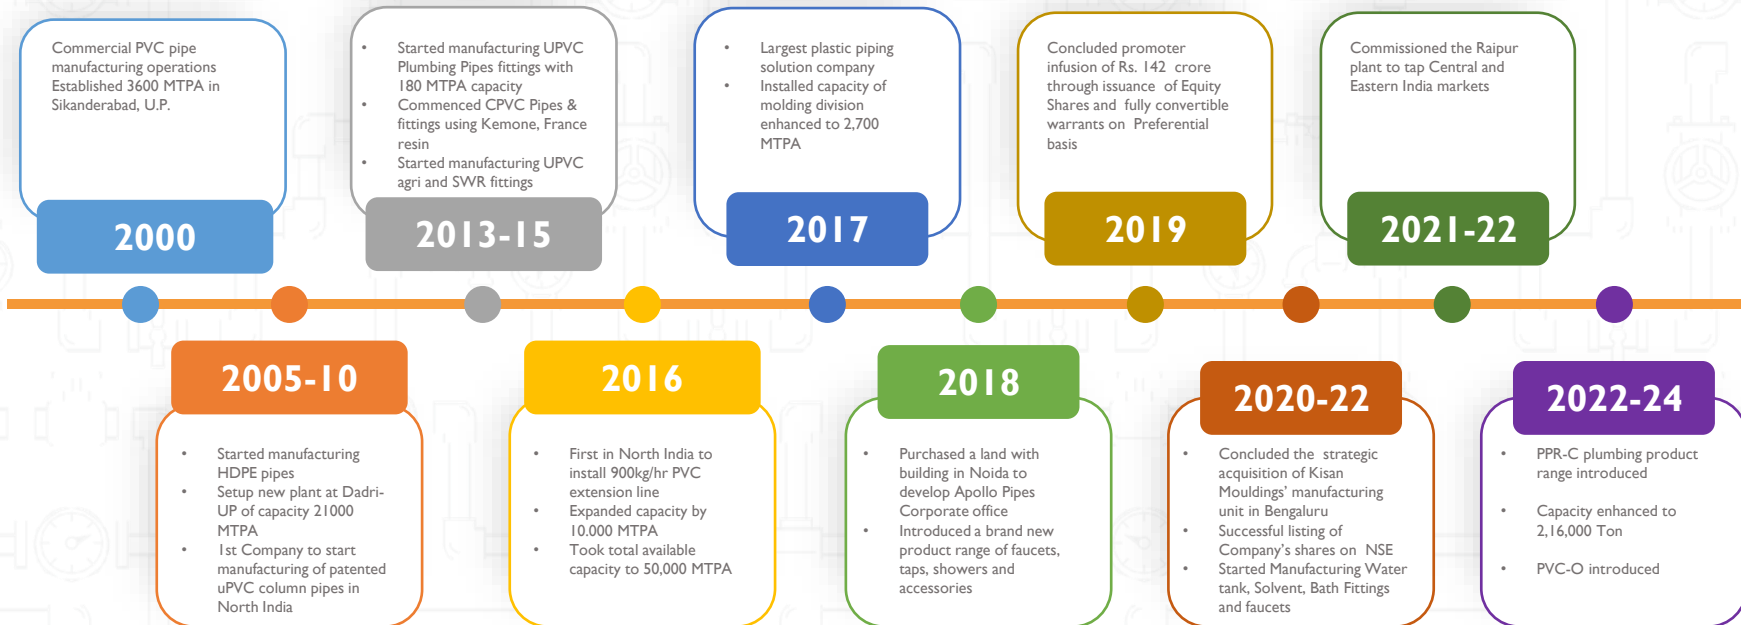 Commercial PVC pipe
manufacturing operations
Established 3600 MTPA in
Sikanderabad, U.P.
2000
• Started manufacturing UPVC
Plumbing Pipes fittings with
180 MTPA capacity
• Commenced CPVC Pipes &
fittings using Kemone, France
resin
• Started manufacturing UPVC
agri and SWR fittings
2013-15
• Largest plastic piping
solution company
• Installed capacity of
molding division
enhanced to 2,700
MTPA
2017
Concluded promoter
infusion of Rs. 142 crore
through issuance of Equity
Shares and fully convertible
warrants on Preferential
basis
2019
Commissioned the Raipur
plant to tap Central and
Eastern India markets
2021-22
2005-10
• Started manufacturing
HDPE pipes
• Setup new plant at Dadri-
UP of capacity 21000
MTPA
• 1st Company to start
manufacturing of patented
uPVC column pipes in
North India
2016
• First in North India to
install 900kg/hr PVC
extension line
• Expanded capacity by
10,000 MTPA
• Took total available
capacity to 50,000 MTPA
2018
• Purchased a land with
building in Noida to
develop Apollo Pipes
Corporate office
• Introduced a brand new
product range of faucets,
taps, showers and
accessories
2020-22
• Concluded the strategic
acquisition of Kisan
Mouldings' manufacturing
unit in Bengaluru
• Successful listing of
Company's shares on NSE
• Started Manufacturing Water
tank, Solvent, Bath Fittings
and faucets
2022-24
• PPR-C plumbing product
range introduced
• Capacity enhanced to
2,16,000 Ton
• PVC-O introduced